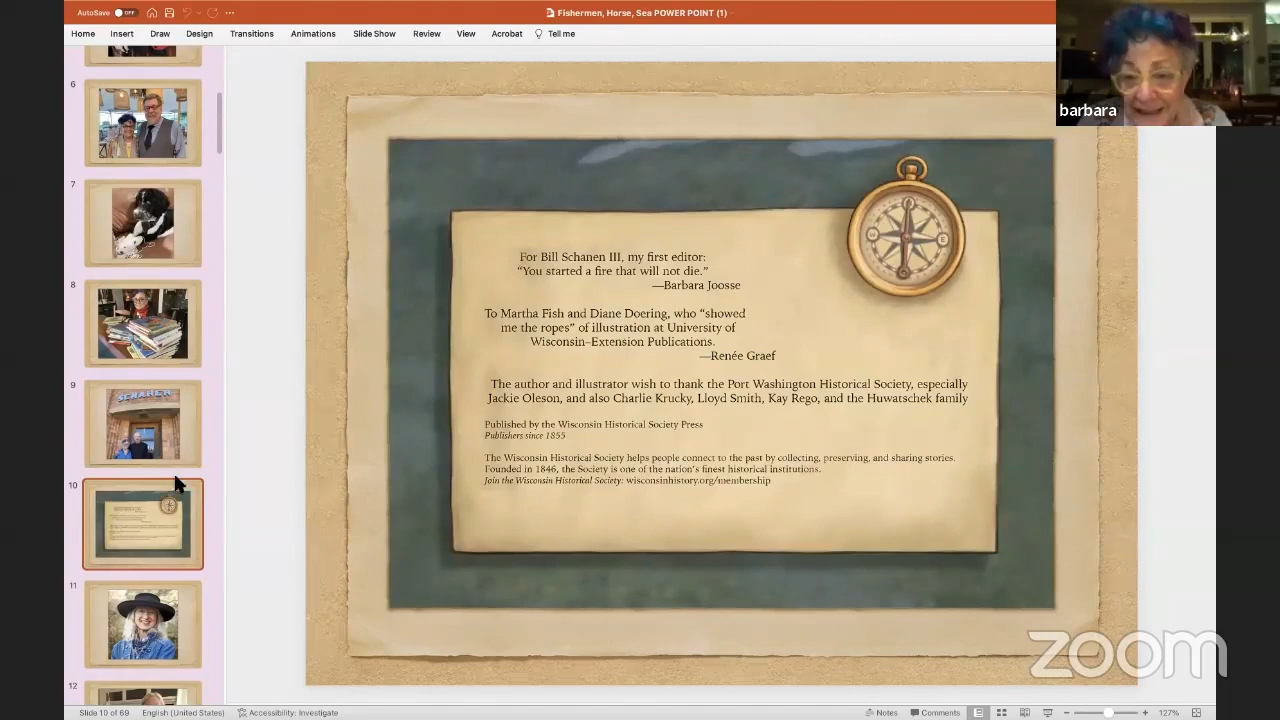 AutoSave OFF
Fishermen, Horse, Sea POWER POINT (1)
Home Insert Draw Design Transitions Animations Slide Show Review View Acrobat Tell me
barbara
6
7
8
9
SCHANEN
10
11
12
W E
For Bill Schanen III, my first editor:
“You started a fire that will not die.”
—Barbara Joosse
To Martha Fish and Diane Doering, who “showed
me the ropes” of illustration at University of
Wisconsin–Extension Publications.
—Renée Graef
The author and illustrator wish to thank the Port Washington Historical Society, especially
Jackie Oleson, and also Charlie Krucky, Lloyd Smith, Kay Rego, and the Huwatschek family
Published by the Wisconsin Historical Society Press
Publishers since 1855
The Wisconsin Historical Society helps people connect to the past by collecting, preserving, and sharing stories.
Founded in 1846, the Society is one of the nation’s finest historical institutions.
Join the Wisconsin Historical Society: wisconsinhistory.org/membership
zoom
Slide 10 of 69 English (United States) Accessibility: Investigate Notes Comments 127%